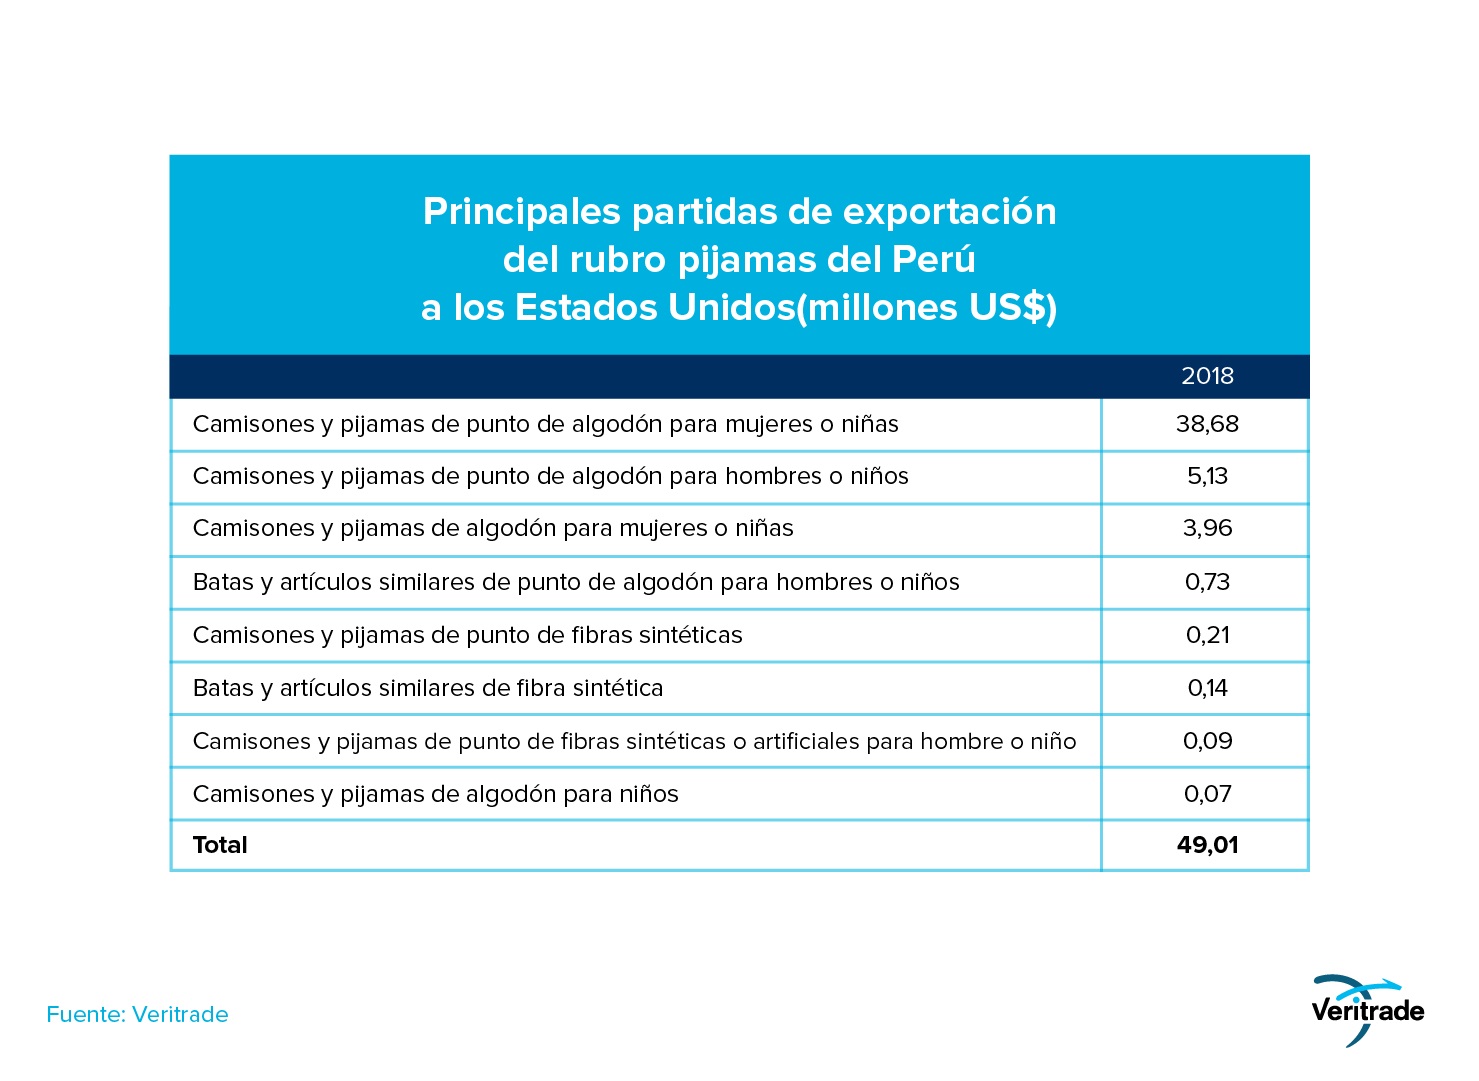 Principales partidas de exportación
del rubro pijamas del Perú
a los Estados Unidos(millones US$)
2018
Camisones y pijamas de punto de algodón para mujeres o niñas 38,68
Camisones y pijamas de punto de algodón para hombres o niños 5,13
Camisones y pijamas de algodón para mujeres o niñas 3,96
Batas y artículos similares de punto de algodón para hombres o niños 0,73
Camisones y pijamas de punto de fibras sintéticas 0,21
Batas y artículos similares de fibra sintética 0,14
Camisones y pijamas de punto de fibras sintéticas o artificiales para hombre o niño 0,09
Camisones y pijamas de algodón para niños 0,07
Total 49,01
Fuente: Veritrade
Veritrade